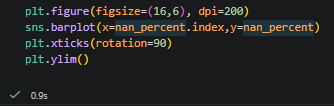 plt.figure(figsize=(16,6), dpi=200)
sns.barplot(x=nan_percent.index,y=nan_percent)
plt.xticks(rotation=90)
plt.ylim()
0.9s